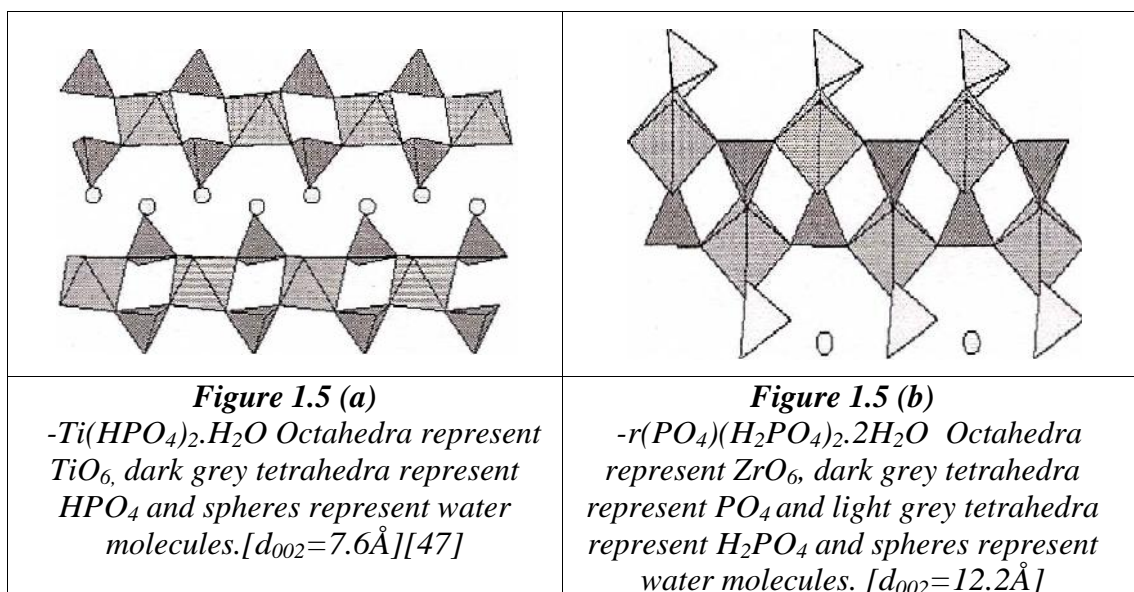 Figure 1.5 (a)
-Ti(HPO₄)₂.H₂O Octahedra represent
TiO₆, dark grey tetrahedra represent
HPO₄ and spheres represent water
molecules.[d₀₀₂=7.6Å][47]
Figure 1.5 (b)
-r(PO₄)(H₂PO₄)₂.2H₂O Octahedra
represent ZrO₆, dark grey tetrahedra
represent PO₄ and light grey tetrahedra
represent H₂PO₄ and spheres represent
water molecules. [d₀₀₂=12.2Å]